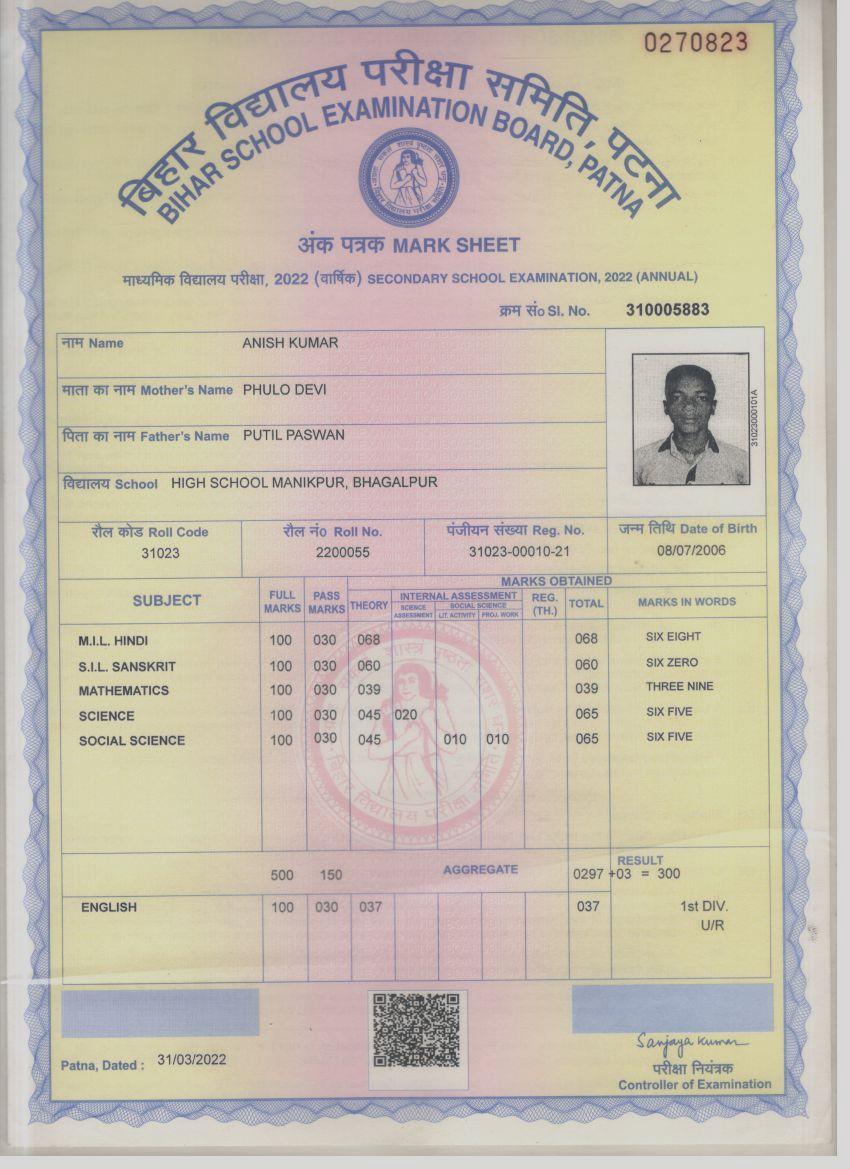 0270823
बिहार विद्यालय परीक्षा समिति, पटना
BIHAR SCHOOL EXAMINATION BOARD, PATNA
अंक पत्रक MARK SHEET
माध्यमिक विद्यालय परीक्षा, 2022 (वार्षिक) SECONDARY SCHOOL EXAMINATION, 2022 (ANNUAL)
क्रम सं० Sl. No. 310005883
नाम Name ANISH KUMAR
माता का नाम Mother's Name PHULO DEVI
पिता का नाम Father's Name PUTIL PASWAN
विद्यालय School HIGH SCHOOL MANIKPUR, BHAGALPUR
31023000101A
रौल कोड Roll Code रौल नं० Roll No. पंजीयन संख्या Reg. No. जन्म तिथि Date of Birth
31023 2200055 31023-00010-21 08/07/2006
MARKS OBTAINED
SUBJECT FULL MARKS PASS MARKS THEORY INTERNAL ASSESSMENT REG. (TH.) TOTAL MARKS IN WORDS
SCIENCE ASSESSMENT SOCIAL SCIENCE
LIT. ACTIVITY PROJ. WORK
M.I.L. HINDI 100 030 068 068 SIX EIGHT
S.I.L. SANSKRIT 100 030 060 060 SIX ZERO
MATHEMATICS 100 030 039 039 THREE NINE
SCIENCE 100 030 045 020 065 SIX FIVE
SOCIAL SCIENCE 100 030 045 010 010 065 SIX FIVE
बिहार विद्यालय परीक्षा समिति
RESULT
500 150 AGGREGATE 0297 +03 = 300
ENGLISH 100 030 037 037 1st DIV.
U/R
Patna, Dated : 31/03/2022
Sanjaya Kumar
परीक्षा नियंत्रक
Controller of Examination